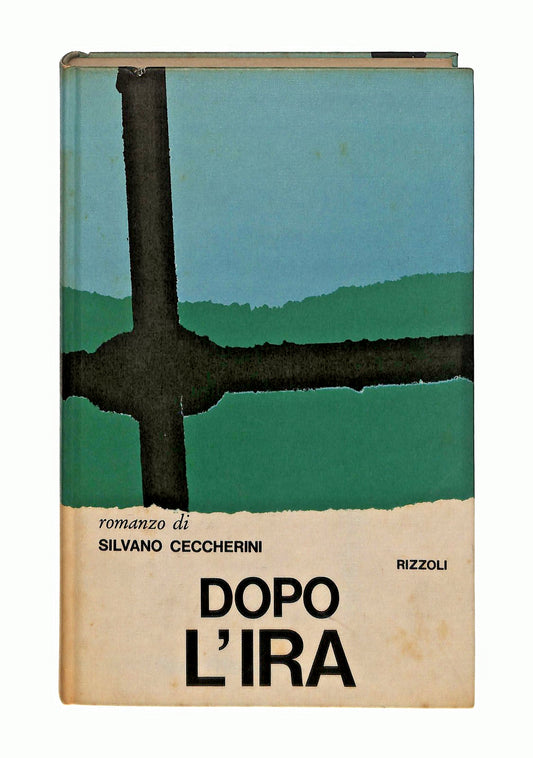 romanzo di
SILVANO CECCHERINI
RIZZOLI
DOPO
L'IRA